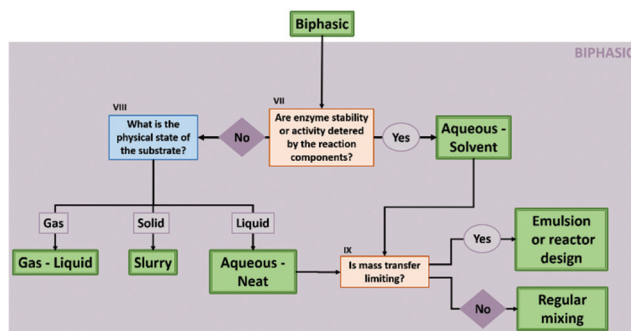 Biphasic
BIPHASIC
VIII
What is the
physical state of
the substrate?
No
VII
Are enzyme stability
or activity detered
by the reaction
components?
Yes
Aqueous -
Solvent
Gas
Solid
Liquid
Gas - Liquid
Slurry
Aqueous -
Neat
IX
Is mass transfer
limiting?
Yes
Emulsion
or reactor
design
No
Regular
mixing